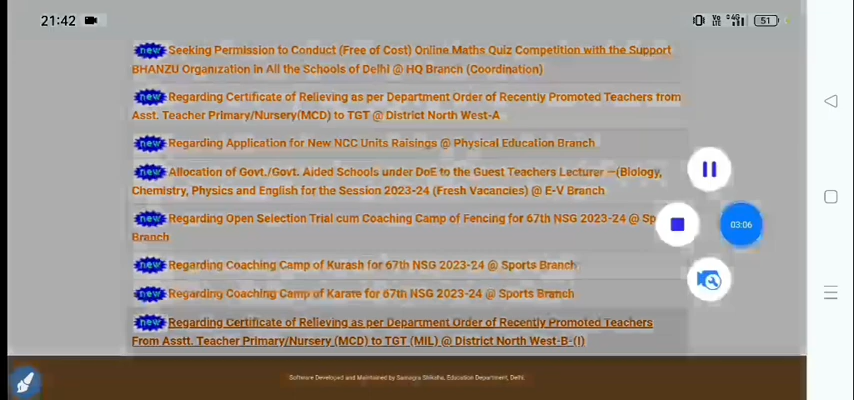 21:42
Vo LTE 4G 51
new Seeking Permission to Conduct (Free of Cost) Online Maths Quiz Competition with the Support
BHANZU Organization in All the Schools of Delhi @ HQ Branch (Coordination)
new Regarding Certificate of Relieving as per Department Order of Recently Promoted Teachers from
Asst. Teacher Primary/Nursery(MCD) to TGT @ District North West-A
new Regarding Application for New NCC Units Raisings @ Physical Education Branch
new Allocation of Govt./Govt. Aided Schools under DoE to the Guest Teachers Lecturer –(Biology,
Chemistry, Physics and English for the Session 2023-24 (Fresh Vacancies) @ E-V Branch
new Regarding Open Selection Trial cum Coaching Camp of Fencing for 67th NSG 2023-24 @ Sp
Branch
03:06
new Regarding Coaching Camp of Kurash for 67th NSG 2023-24 @ Sports Branch
new Regarding Coaching Camp of Karate for 67th NSG 2023-24 @ Sports Branch
new Regarding Certificate of Relieving as per Department Order of Recently Promoted Teachers
From Asstt. Teacher Primary/Nursery (MCD) to TGT (MIL) @ District North West-B-(I)
Software Developed and Maintained by Samagra Shiksha, Education Department, Delhi